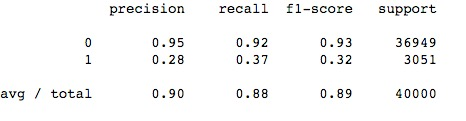 precision recall f1-score support
0 0.95 0.92 0.93 36949
1 0.28 0.37 0.32 3051
avg / total 0.90 0.88 0.89 40000